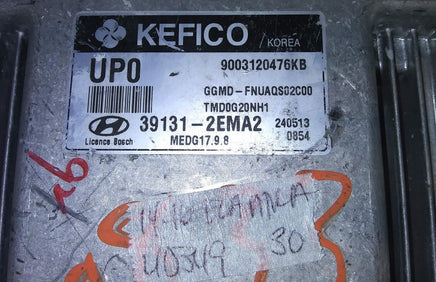 KEFICO / KOREA
UP0 9003120476KB
GGMD-FNUAQS02C00
TMD0G20NH1
39131-2EMA2 240513
Licence Bosch MEDG17.9.8 0854
30